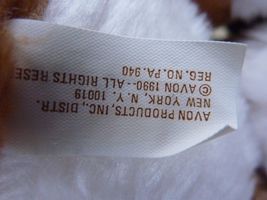 AVON PRODUCTS, INC., DISTR.
NEW YORK, N.Y. 10019
© AVON 1990--ALL RIGHTS RESE
REG. NO. PA. 940